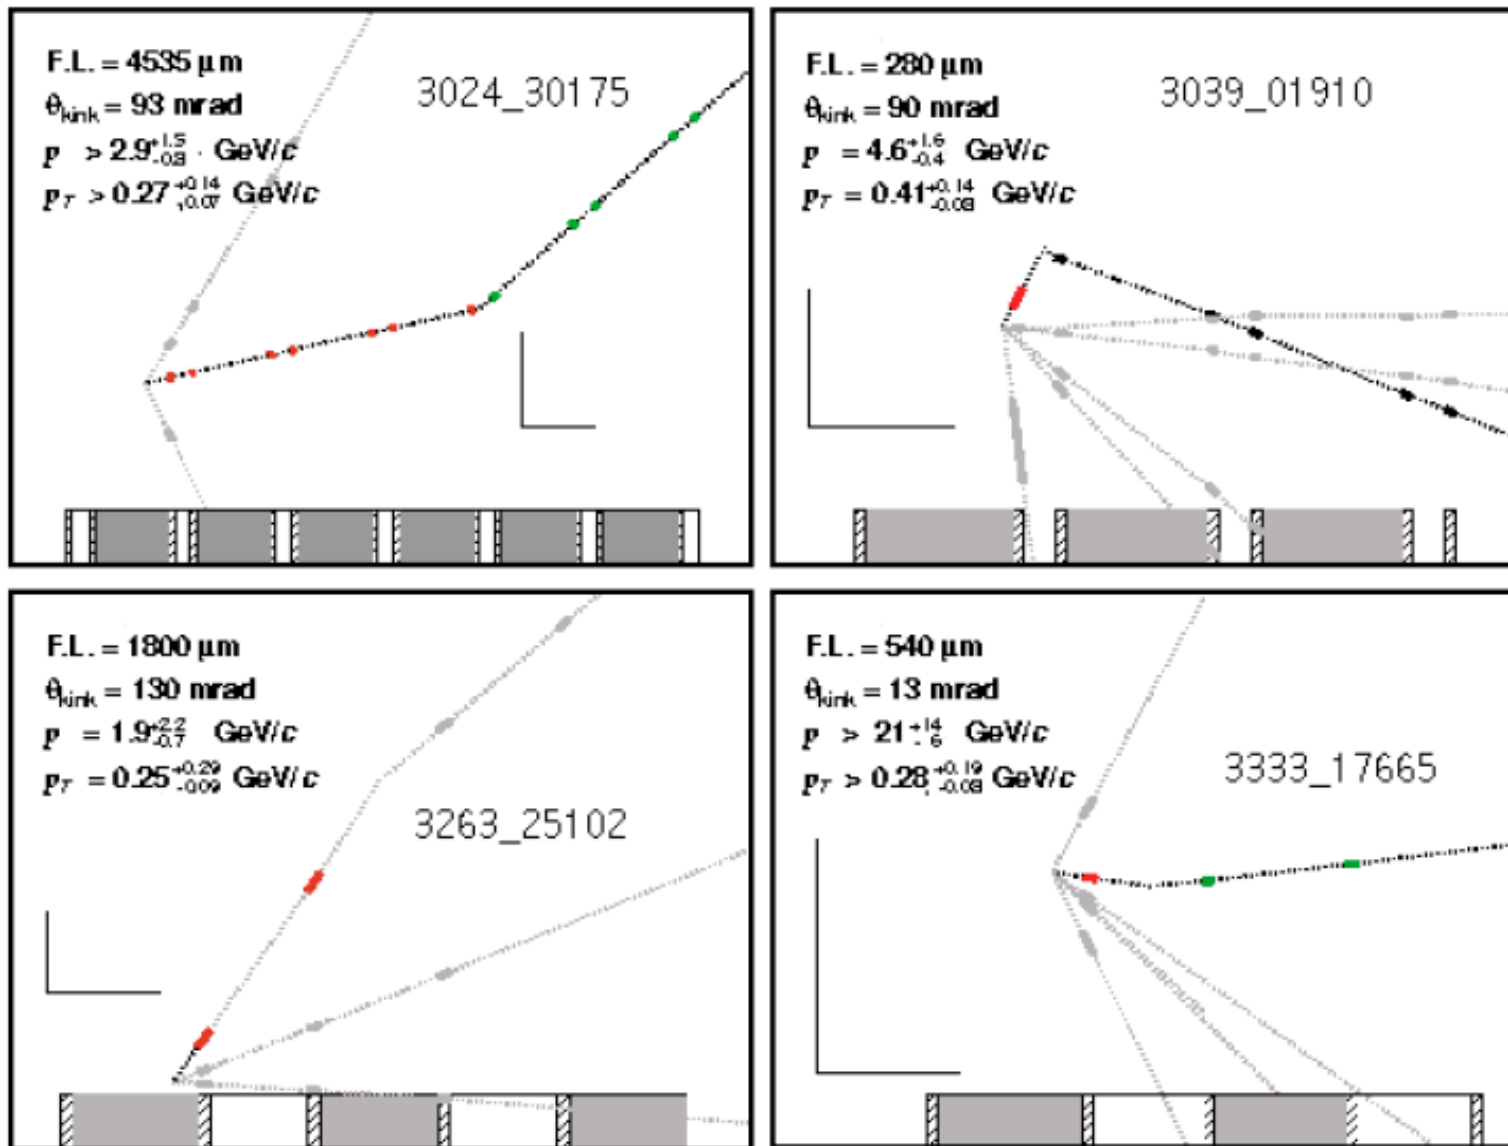 F.L. = 4535 μm
3024_30175
θkink = 93 mrad
p > 2.9 +1.5 -0.8 . GeV/c
pT > 0.27 +0.14 -0.07 GeV/c
F.L. = 280 μm
3039_01910
θkink = 90 mrad
p = 4.6 +1.6 -0.4 GeV/c
pT = 0.41 +0.14 -0.08 GeV/c
F.L. = 1800 μm
θkink = 130 mrad
p = 1.9 +2.2 -0.7 GeV/c
pT = 0.25 +0.29 -0.09 GeV/c
3263_25102
F.L. = 540 μm
θkink = 13 mrad
p > 21 +14 -6 GeV/c
pT > 0.28 +0.19 -0.08 GeV/c
3333_17665